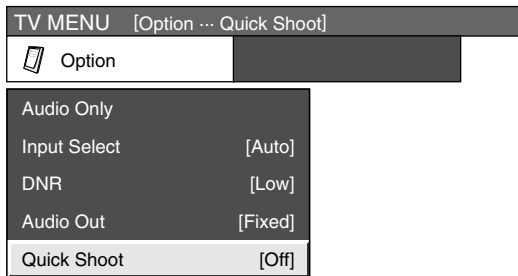 TV MENU [Option ··· Quick Shoot]
Option
Audio Only
Input Select [Auto]
DNR [Low]
Audio Out [Fixed]
Quick Shoot [Off]